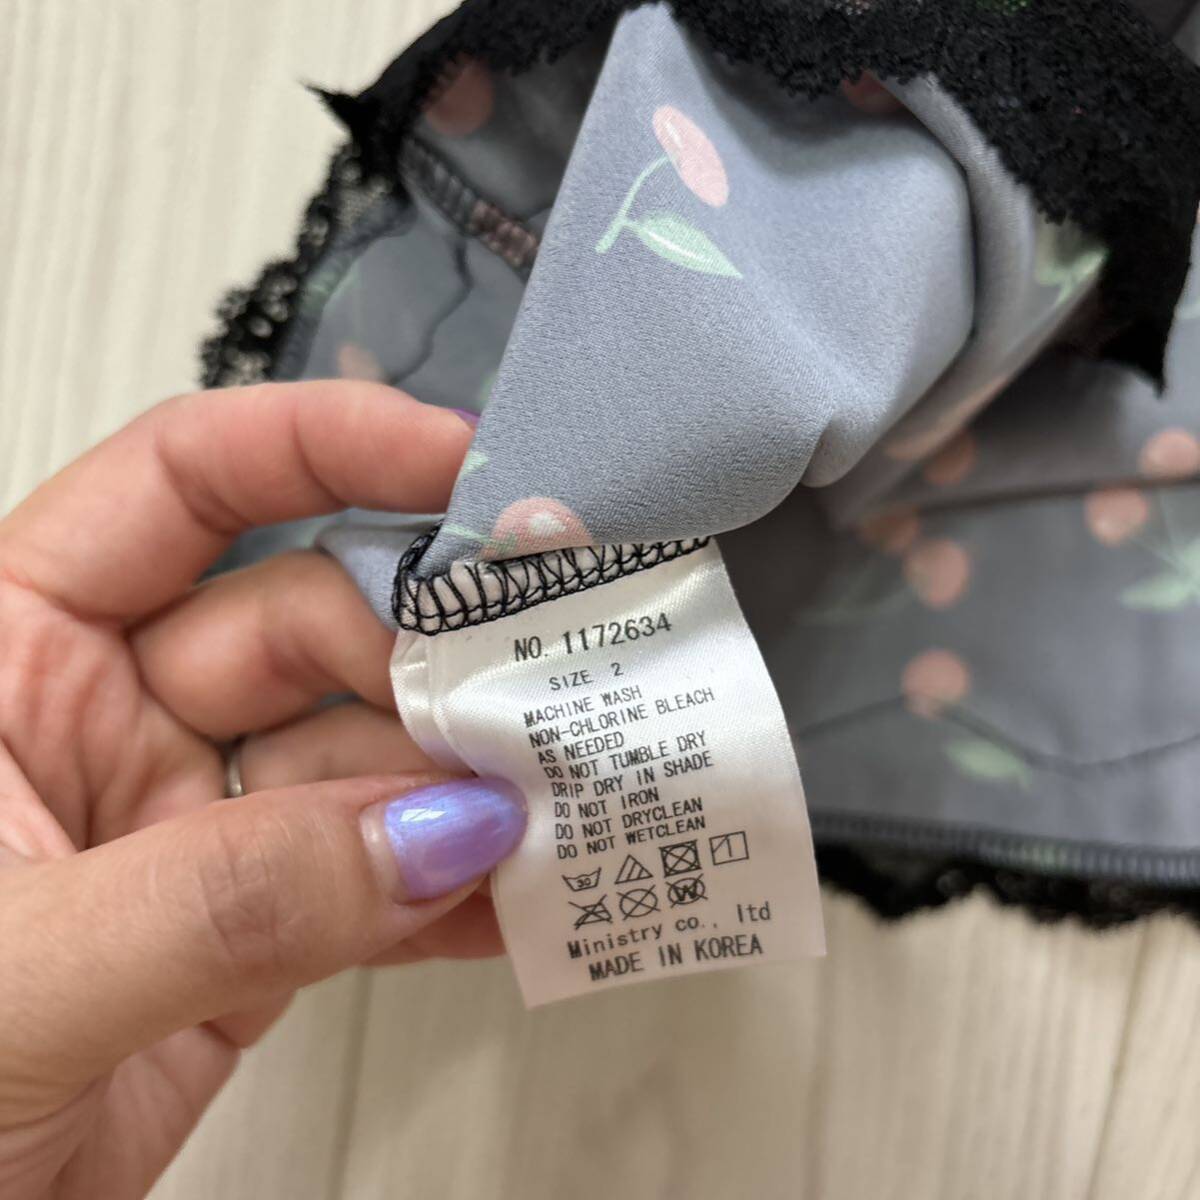 NO. 1172634
SIZE 2
MACHINE WASH
NON-CHLORINE BLEACH
AS NEEDED
DO NOT TUMBLE DRY
DRIP DRY IN SHADE
DO NOT IRON
DO NOT DRYCLEAN
DO NOT WETCLEAN
30
W
Ministry co., ltd
MADE IN KOREA